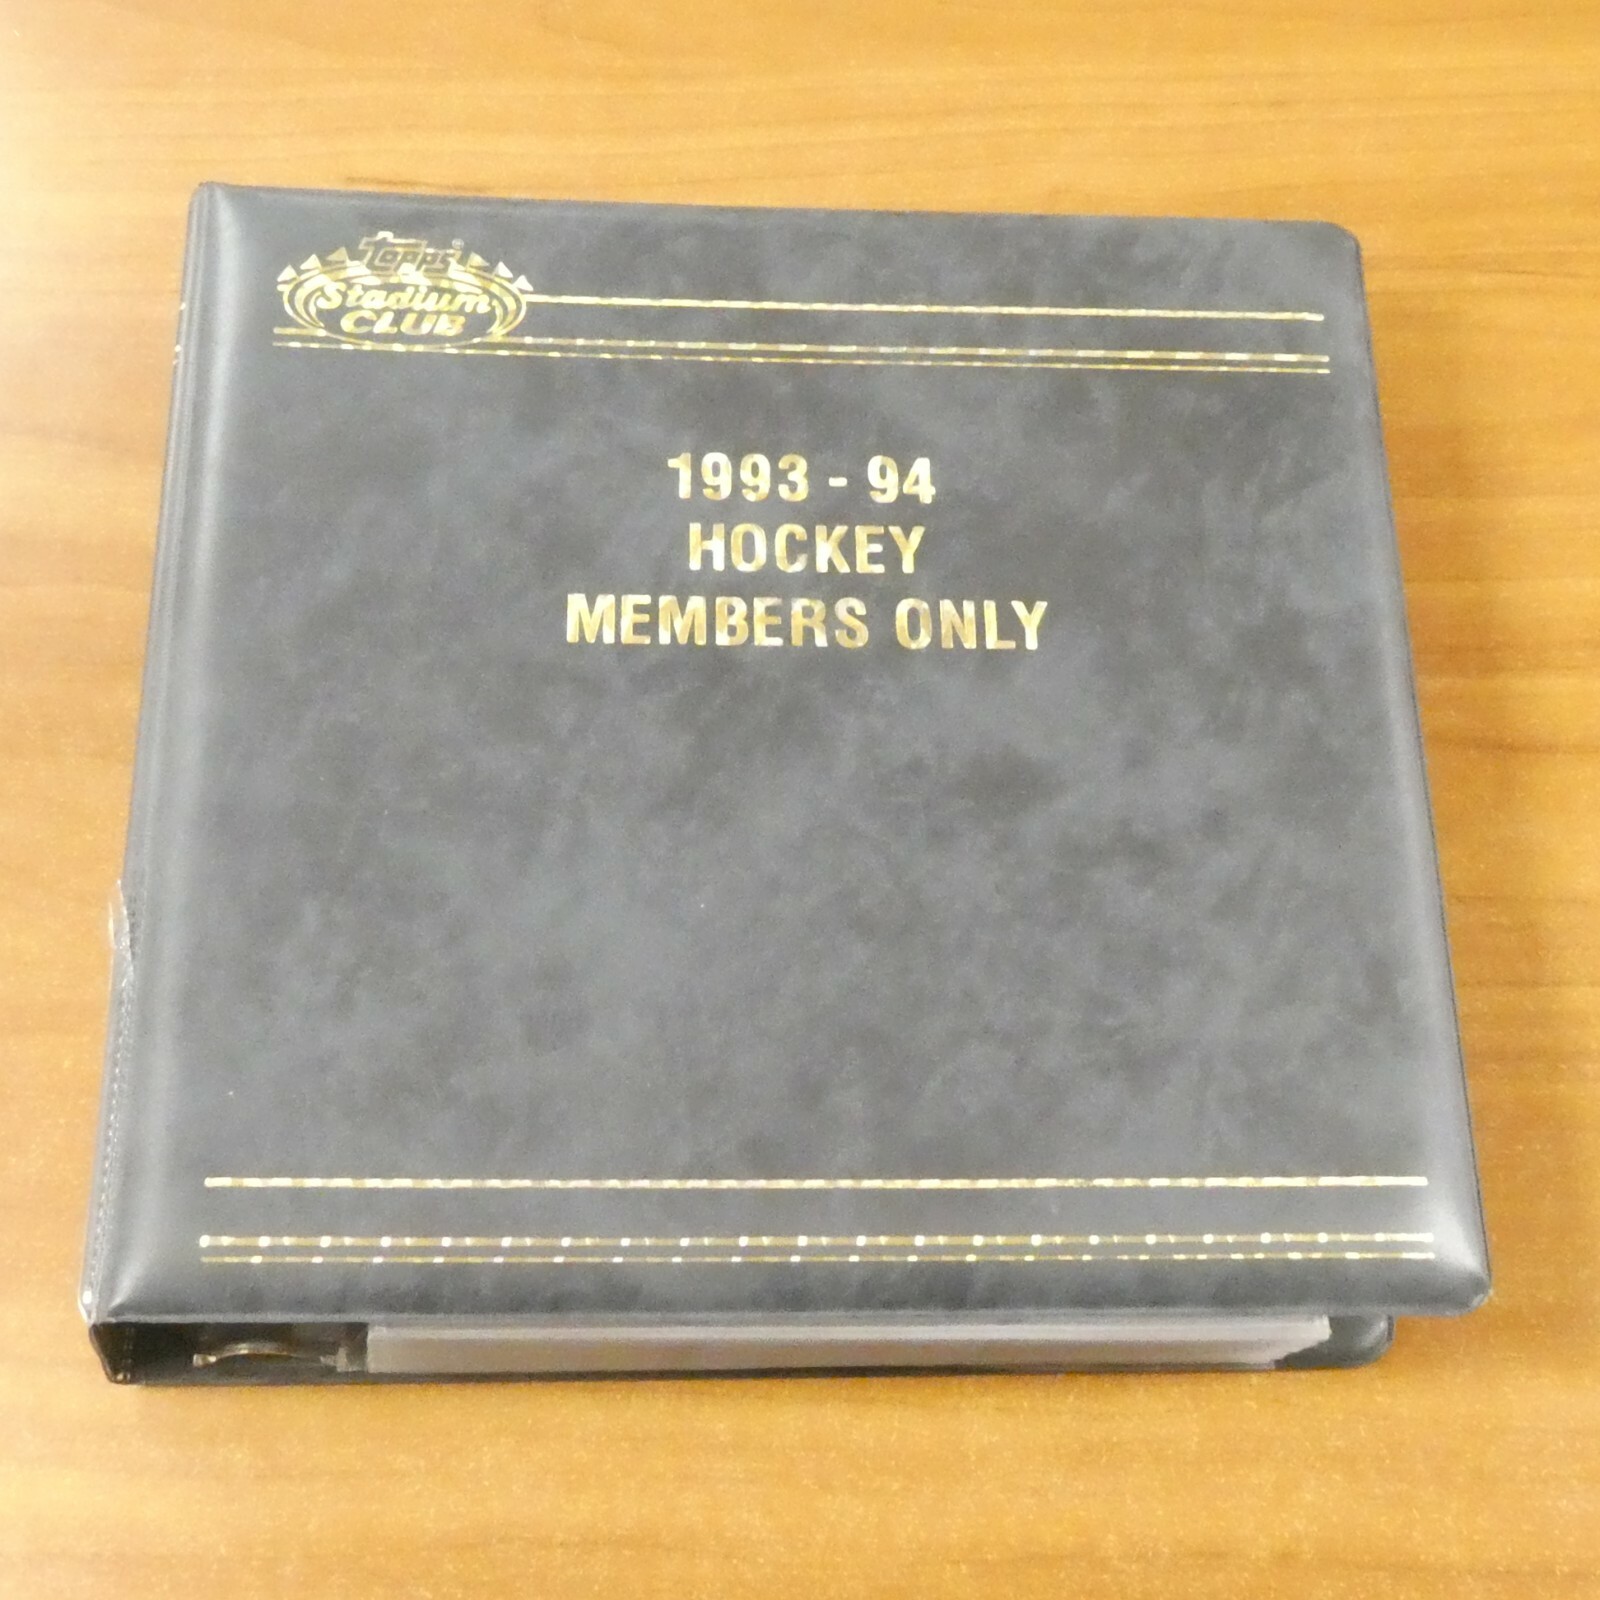 Topps®
Stadium
CLUB
1993 - 94
HOCKEY
MEMBERS ONLY